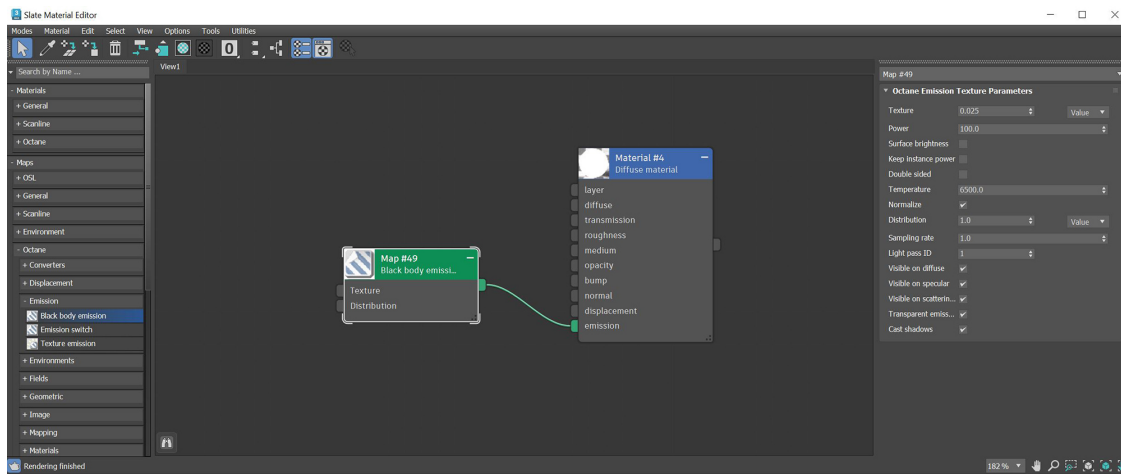 Slate Material Editor
Modes Material Edit Select View Options Tools Utilities
0
Search by Name ...
View1
- Materials
+ General
+ Scanline
+ Octane
- Maps
+ OSL
+ General
+ Scanline
+ Environment
- Octane
+ Converters
+ Displacement
- Emission
Black body emission
Emission switch
Texture emission
+ Environments
+ Fields
+ Geometric
+ Image
+ Mapping
+ Materials
Map #49
Black body emissi...
Texture
Distribution
Material #4
Diffuse material
layer
diffuse
transmission
roughness
medium
opacity
bump
normal
displacement
emission
Map #49
Octane Emission Texture Parameters
Texture 0.025 Value
Power 100.0
Surface brightness
Keep instance power
Double sided
Temperature 6500.0
Normalize
Distribution 1.0 Value
Sampling rate 1.0
Light pass ID 1
Visible on diffuse
Visible on specular
Visible on scatterin...
Transparent emiss...
Cast shadows
Rendering finished
182 %